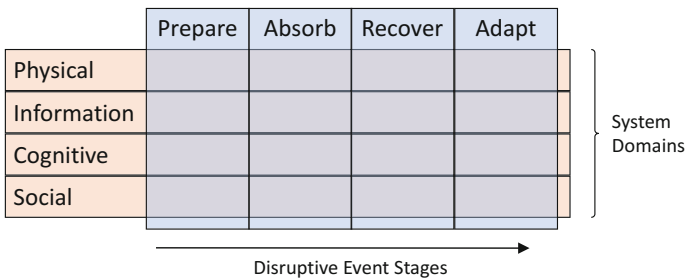 Prepare Absorb Recover Adapt
Physical
Information
Cognitive
Social
System
Domains
Disruptive Event Stages